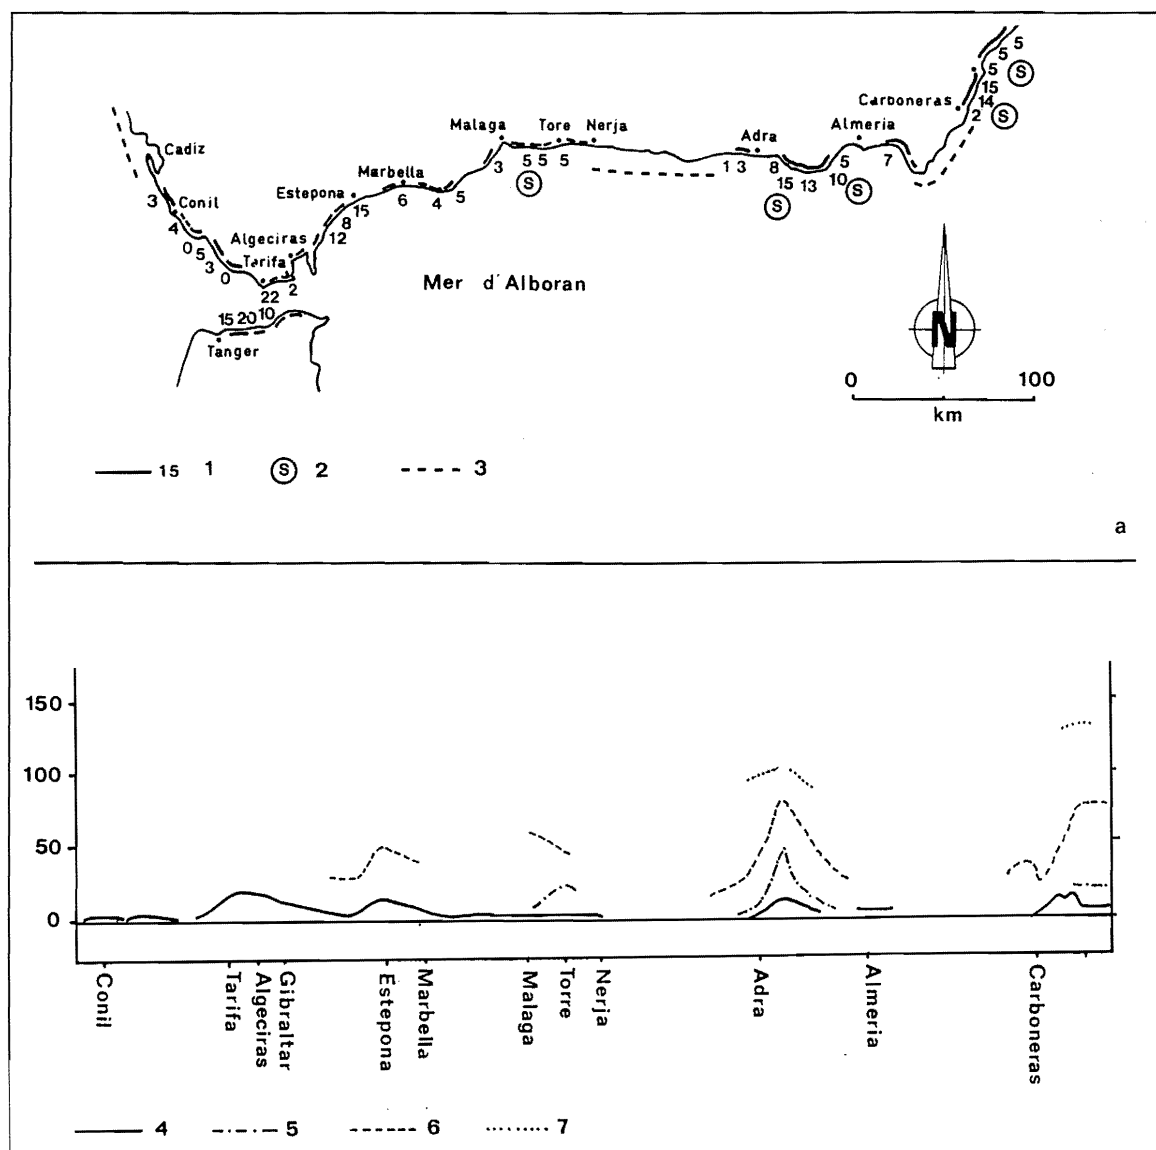 5
5
5
S
15
Carboneras
14
2
S
Malaga
Tore
Nerja
Adra
Almeria
Cadiz
3
5
5
5
S
1
3
8
15
S
13
10
5
S
7
Marbella
6
4
5
Estepona
15
8
12
3
Conil
4
0
5
3
0
Algeciras
Tarifa
22
2
Mer d'Alboran
15 20 10
Tanger
N
0 100
km
15 1 S 2 3
a
150
100
50
0
Conil
Tarifa
Algeciras
Gibraltar
Estepona
Marbella
Malaga
Torre
Nerja
Adra
Almeria
Carboneras
4 5 6 7